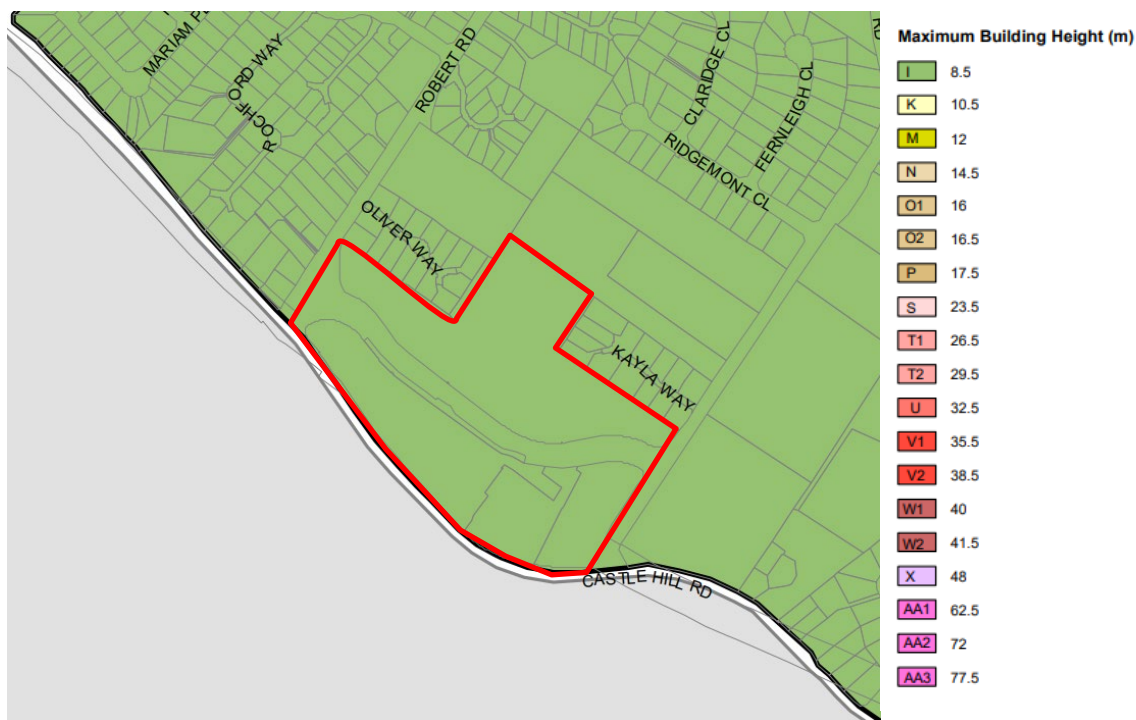 MARIAM PL
ROCHFORD WAY
ROBERT RD
CLARIDGE CL
FERNLEIGH CL
RD
RIDGEMONT CL
OLIVER WAY
KAYLA WAY
CASTLE HILL RD
Maximum Building Height (m)
I 8.5
K 10.5
M 12
N 14.5
O1 16
O2 16.5
P 17.5
S 23.5
T1 26.5
T2 29.5
U 32.5
V1 35.5
V2 38.5
W1 40
W2 41.5
X 48
AA1 62.5
AA2 72
AA3 77.5